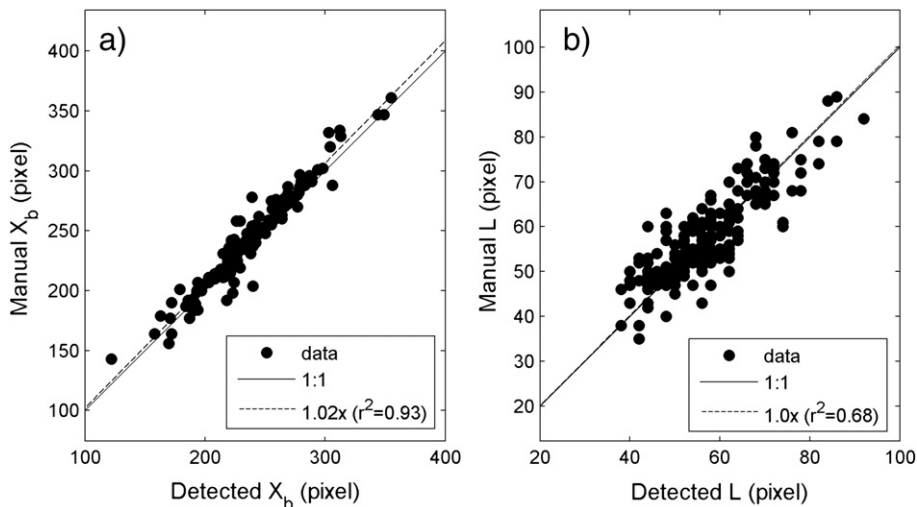 a)
400
350
300
250
200
150
100
Manual X_b (pixel)
data
1:1
1.02x (r²=0.93)
100 200 300 400
Detected X_b (pixel)
b)
100
90
80
70
60
50
40
30
20
Manual L (pixel)
data
1:1
1.0x (r²=0.68)
20 40 60 80 100
Detected L (pixel)